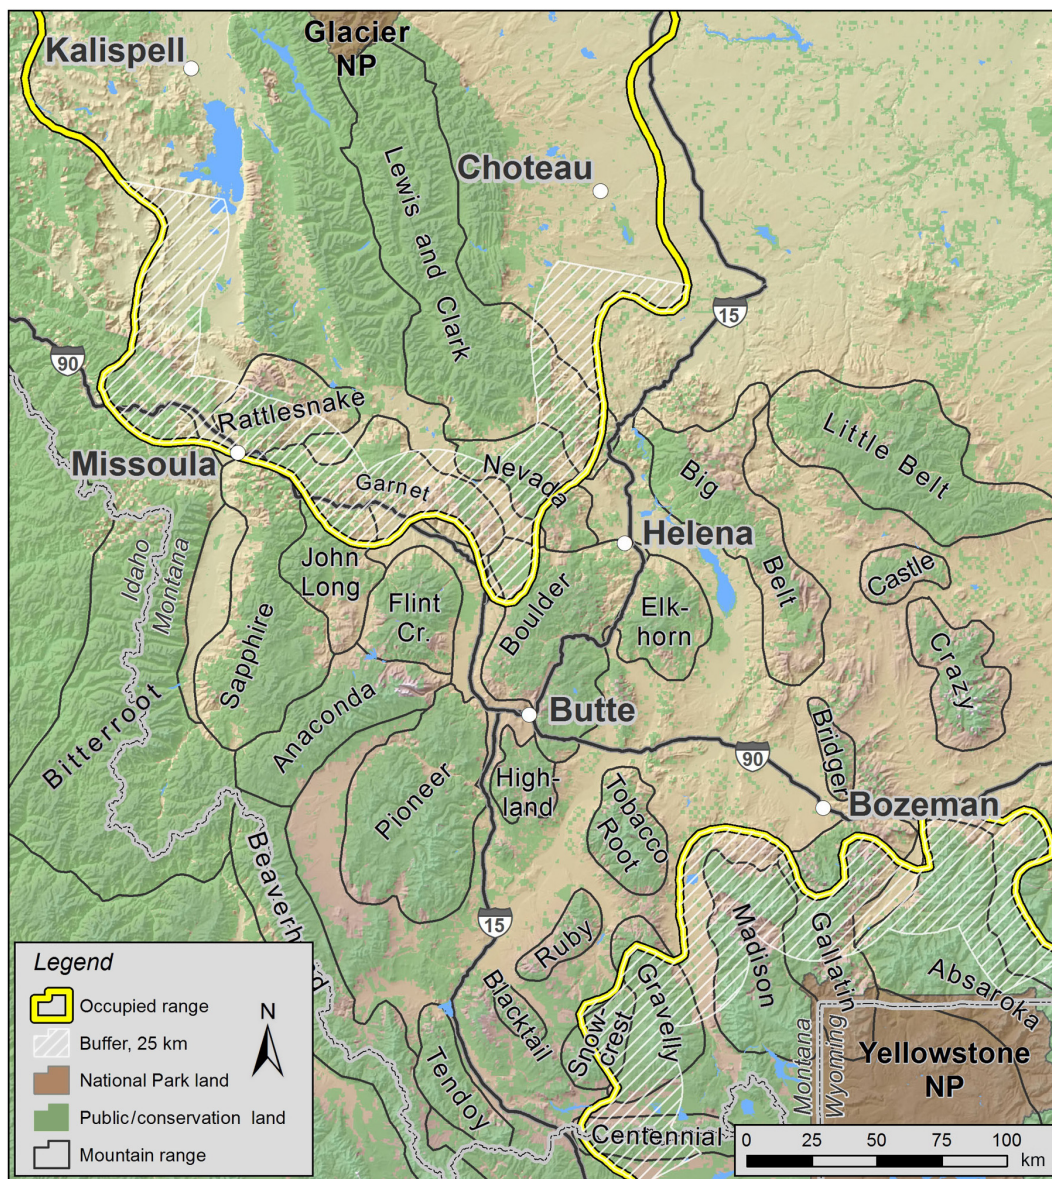 Glacier
NP
Kalispell
Choteau
Lewis and Clark
15
90
Rattlesnake
Missoula
Garnet
Nevada
Big Belt
Little Belt
Helena
Idaho
Montana
John
Long
Flint
Cr.
Boulder
Elk-
horn
Castle
Crazy
Sapphire
Bitterroot
Anaconda
Butte
Pioneer
High-
land
90
Bridger
Bozeman
Tobacco
Root
Beaverhead
15
Ruby
Madison
Gallatin
Absaroka
Blacktail
Snow-
crest
Gravelly
Tendoy
Centennial
Montana
Wyoming
Yellowstone
NP
Legend
Occupied range
Buffer, 25 km
National Park land
Public/conservation land
Mountain range
N
0 25 50 75 100
km